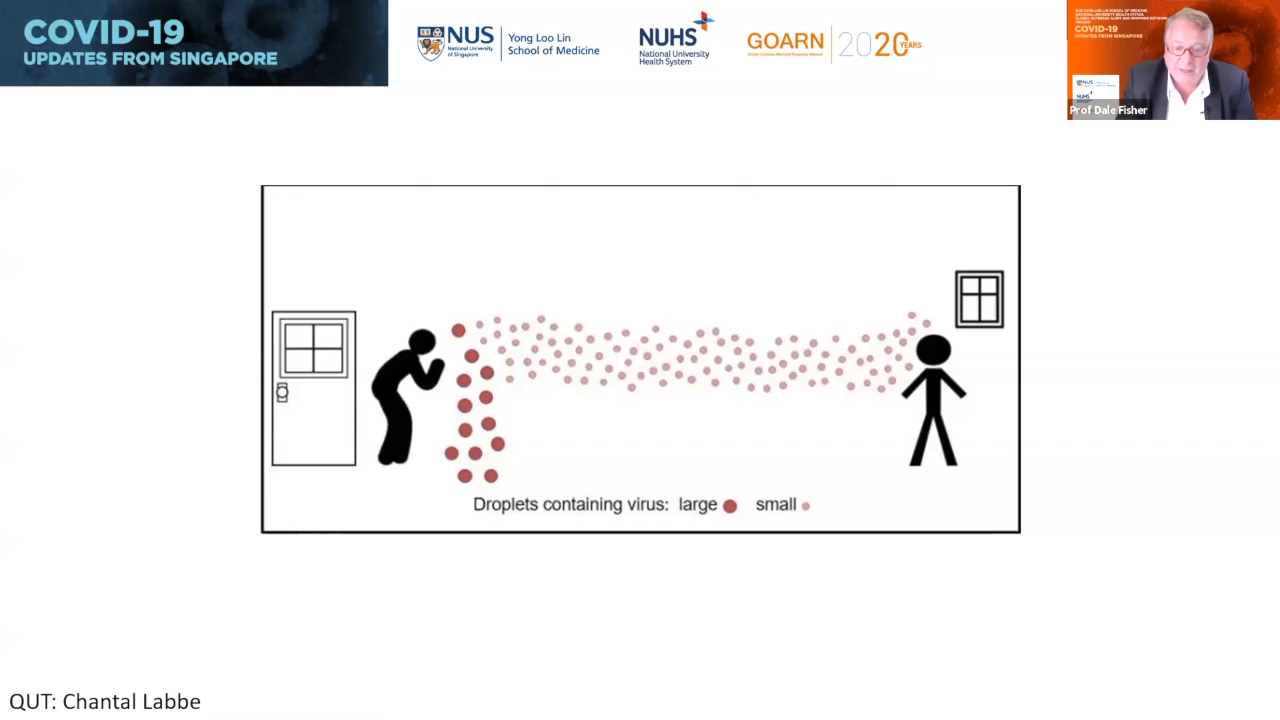 COVID-19
UPDATES FROM SINGAPORE
NUS
National University
of Singapore
Yong Loo Lin
School of Medicine
NUHS
National University
Health System
GOARN
2020 YEARS
COVID-19
UPDATES FROM SINGAPORE
NUS
NUHS
Prof Dale Fisher
Droplets containing virus: large small
QUT: Chantal Labbe